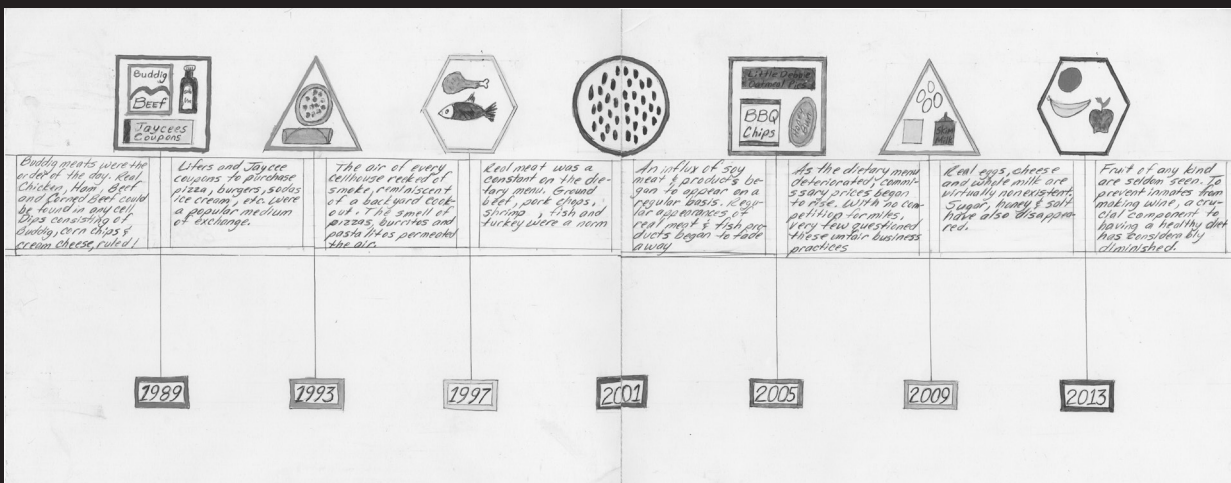 Buddig
Beef
Jaycees
Coupons
Little Debbie
Oatmeal Pies
BBQ
Chips
Skim
Milk
Buddig meats were the
order of the day. Real
Chicken, Ham, Beef
and Corned Beef could
be found in any cell.
Dips consisting of
Buddig, corn chips &
cream cheese, ruled!
Lifers and Jaycee
coupons to purchase
pizza, burgers, sodas
ice cream, etc. were
a popular medium
of exchange.
The air of every
cellhouse reeked of
smoke, reminiscent
of a backyard cook-
out. The smell of
pizzas, burritos and
pasta litos permeated
the air.
Real meat was a
constant on the die-
tary menu. Ground
beef, pork chops,
shrimp, fish and
turkey were a norm
An influx of soy
meat & products be-
gan to appear on a
regular basis. Regu-
lar appearances of
real meat & fish pro-
ducts began to fade
away
As the dietary menu
deteriorated, commi-
ssary prices began
to rise. With no com-
petition for miles,
very few questioned
these unfair business
practices
Real eggs, cheese
and whole milk are
virtually nonexistent.
Sugar, honey & salt
have also disappea-
red.
Fruit of any kind
are seldon seen. To
prevent inmates from
making wine, a cru-
cial component to
having a healthy diet
has considerably
diminished.
1989
1993
1997
2001
2005
2009
2013